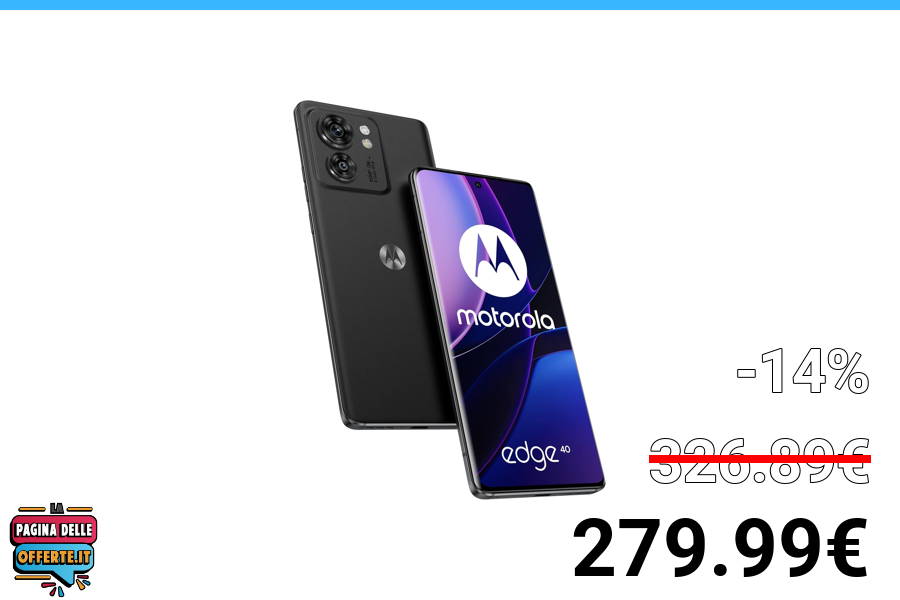 motorola
edge 40
-14%
326.89€
279.99€
LA
PAGINA DELLE
OFFERTE.IT